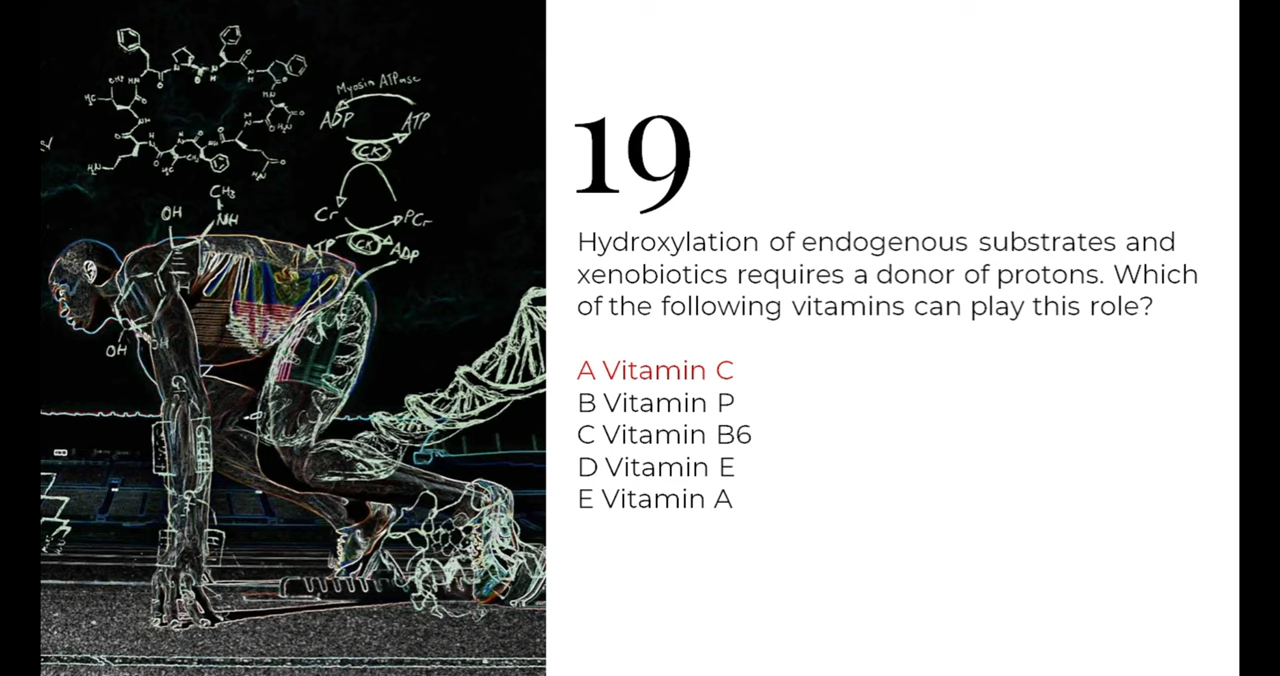 Myosin ATPase
ADP
ATP
CK
Cr
PCr
ATP
CK
ADP
CH3
NH
OH
OH
OH
19
Hydroxylation of endogenous substrates and
xenobiotics requires a donor of protons. Which
of the following vitamins can play this role?
A Vitamin C
B Vitamin P
C Vitamin B6
D Vitamin E
E Vitamin A